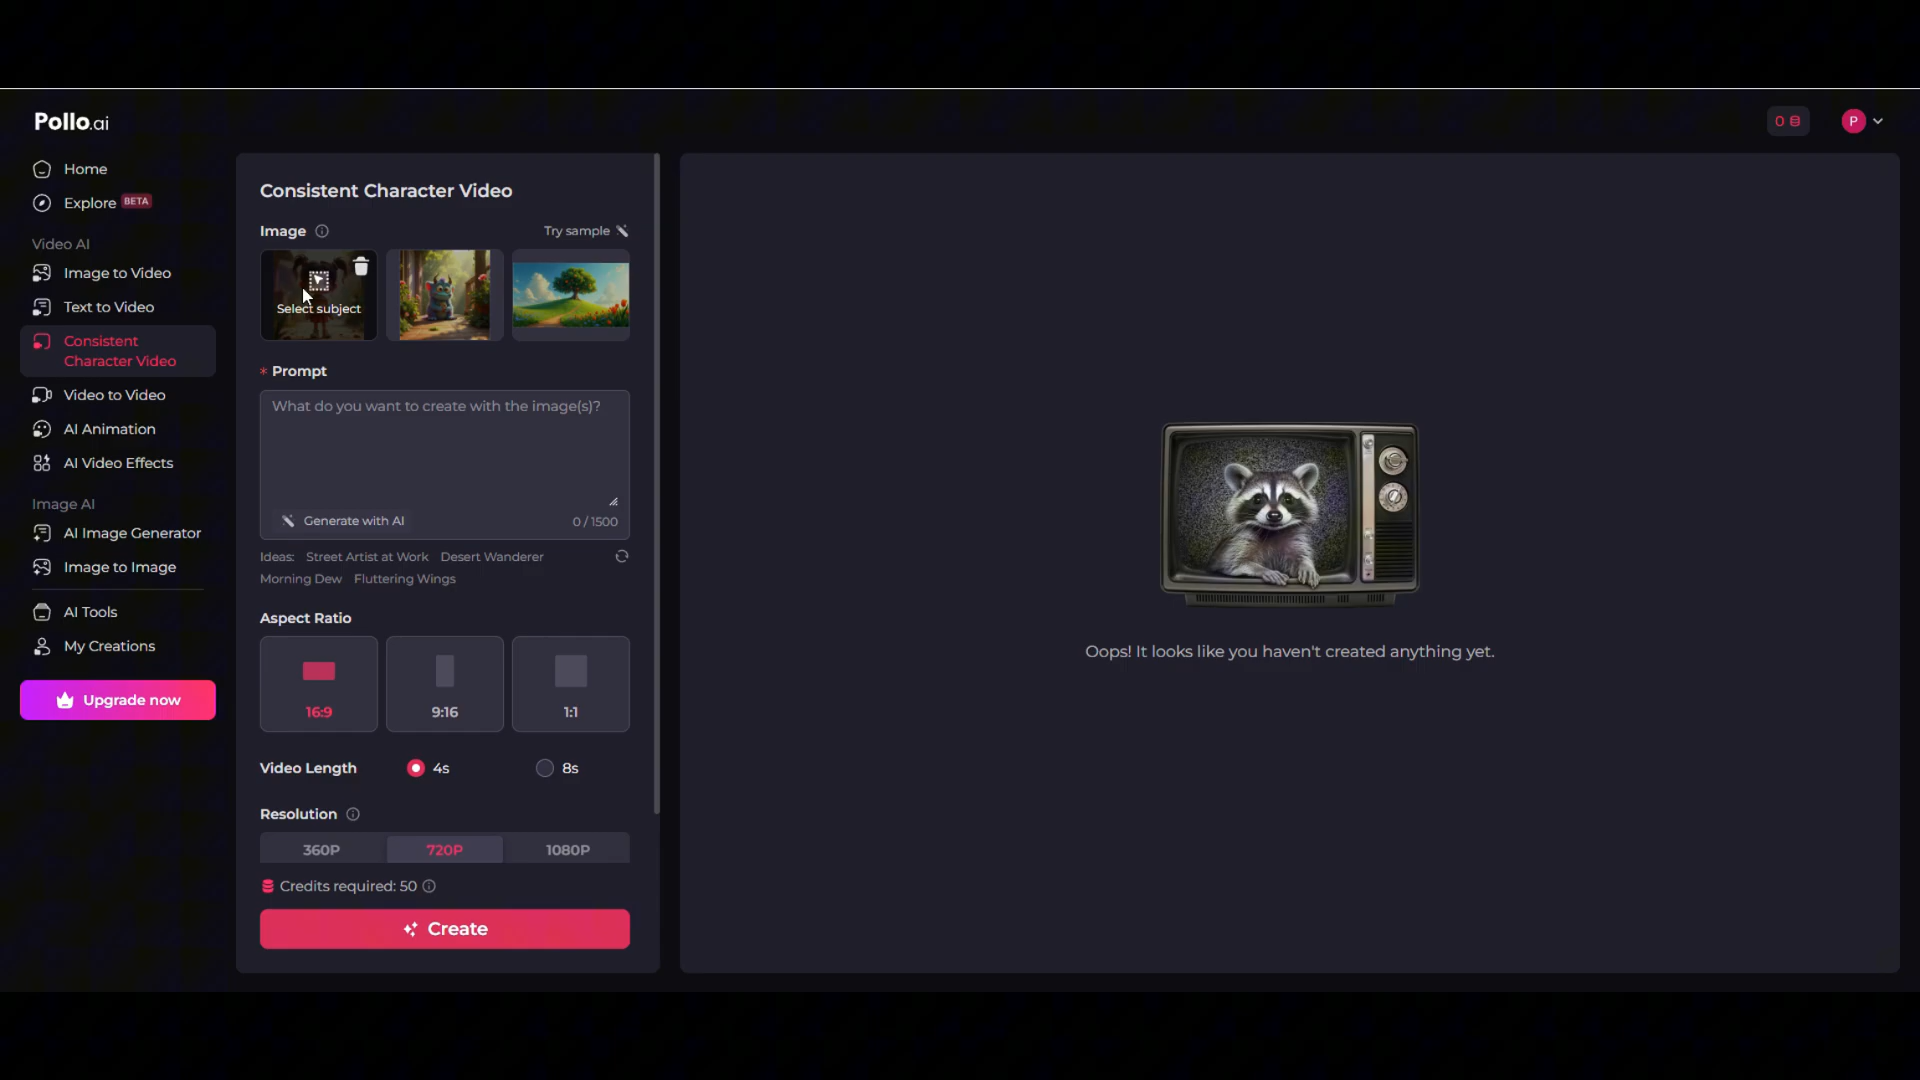 Pollo.ai
0
P
Home
Explore BETA
Video AI
Image to Video
Text to Video
Consistent
Character Video
Video to Video
AI Animation
AI Video Effects
Image AI
AI Image Generator
Image to Image
AI Tools
My Creations
Upgrade now
Consistent Character Video
Image
Try sample
Select subject
* Prompt
What do you want to create with the image(s)?
Generate with AI
0 / 1500
Ideas: Street Artist at Work Desert Wanderer
Morning Dew Fluttering Wings
Aspect Ratio
16:9 9:16 1:1
Video Length 4s 8s
Resolution
360P 720P 1080P
Credits required: 50
Create
Oops! It looks like you haven't created anything yet.